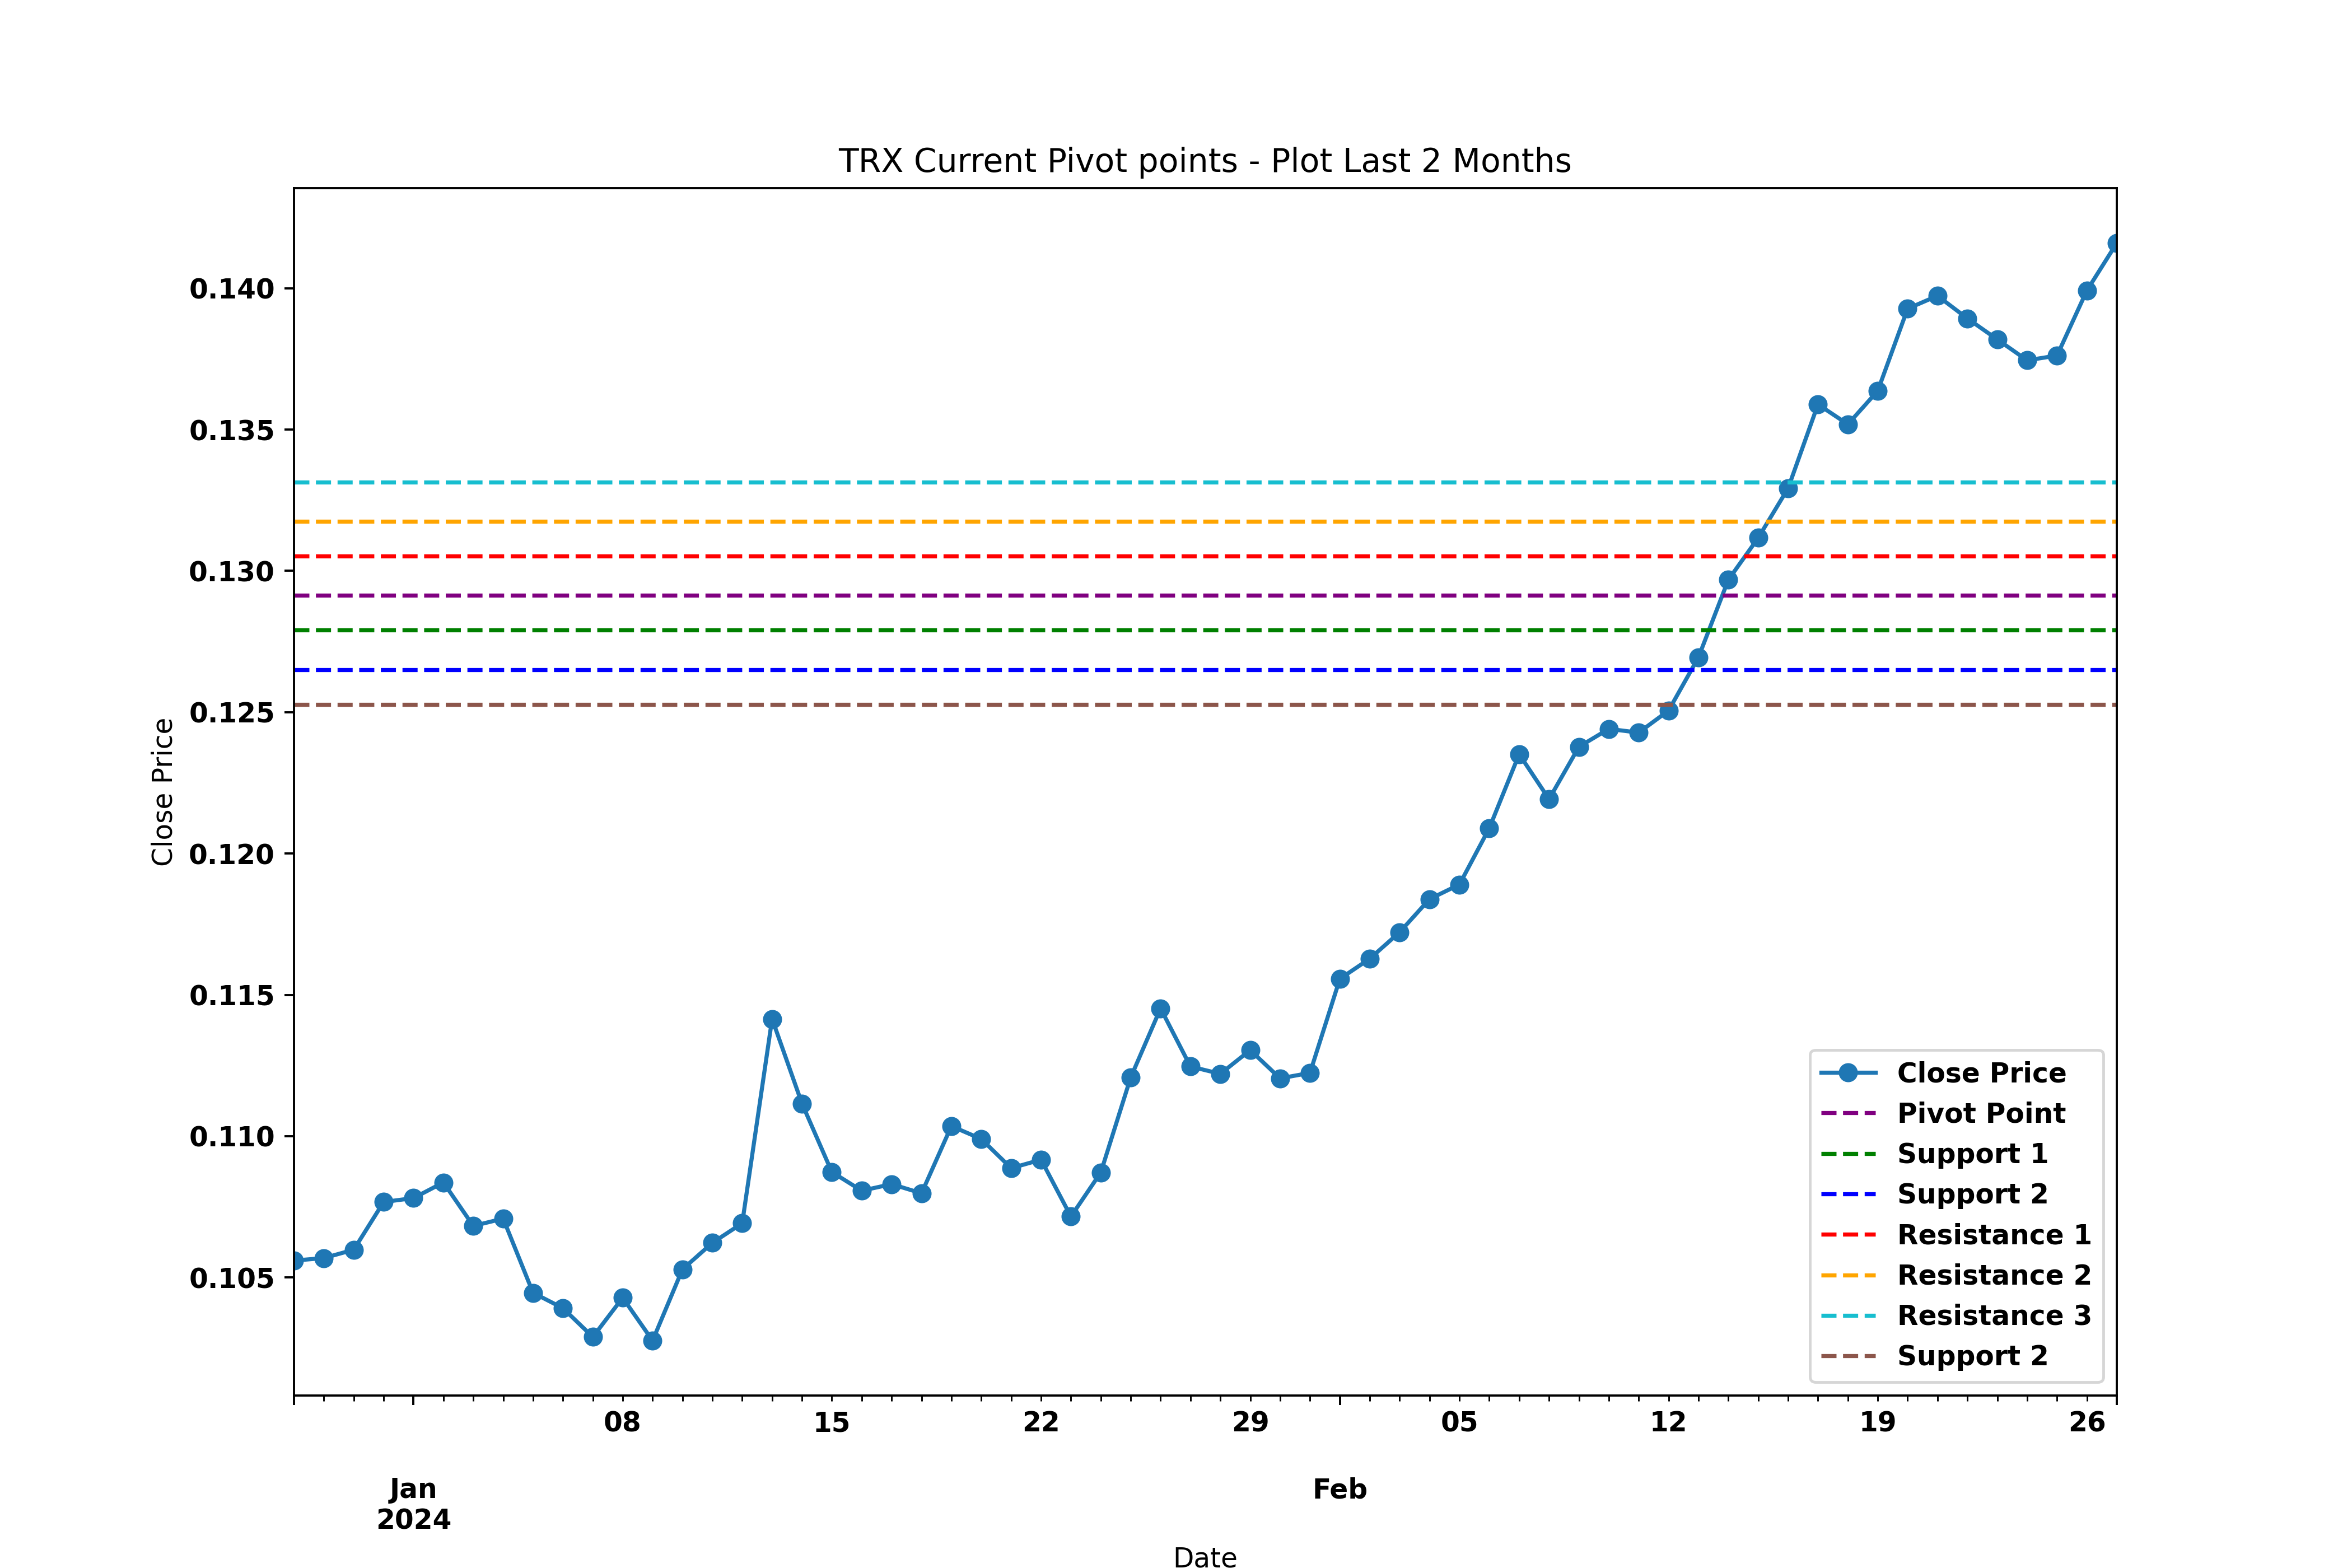 TRX Current Pivot points - Plot Last 2 Months
0.140
0.135
0.130
0.125
0.120
0.115
0.110
0.105
Close Price
Close Price
Pivot Point
Support 1
Support 2
Resistance 1
Resistance 2
Resistance 3
Support 2
08 15 22 29 05 12 19 26
Jan Feb
2024
Date